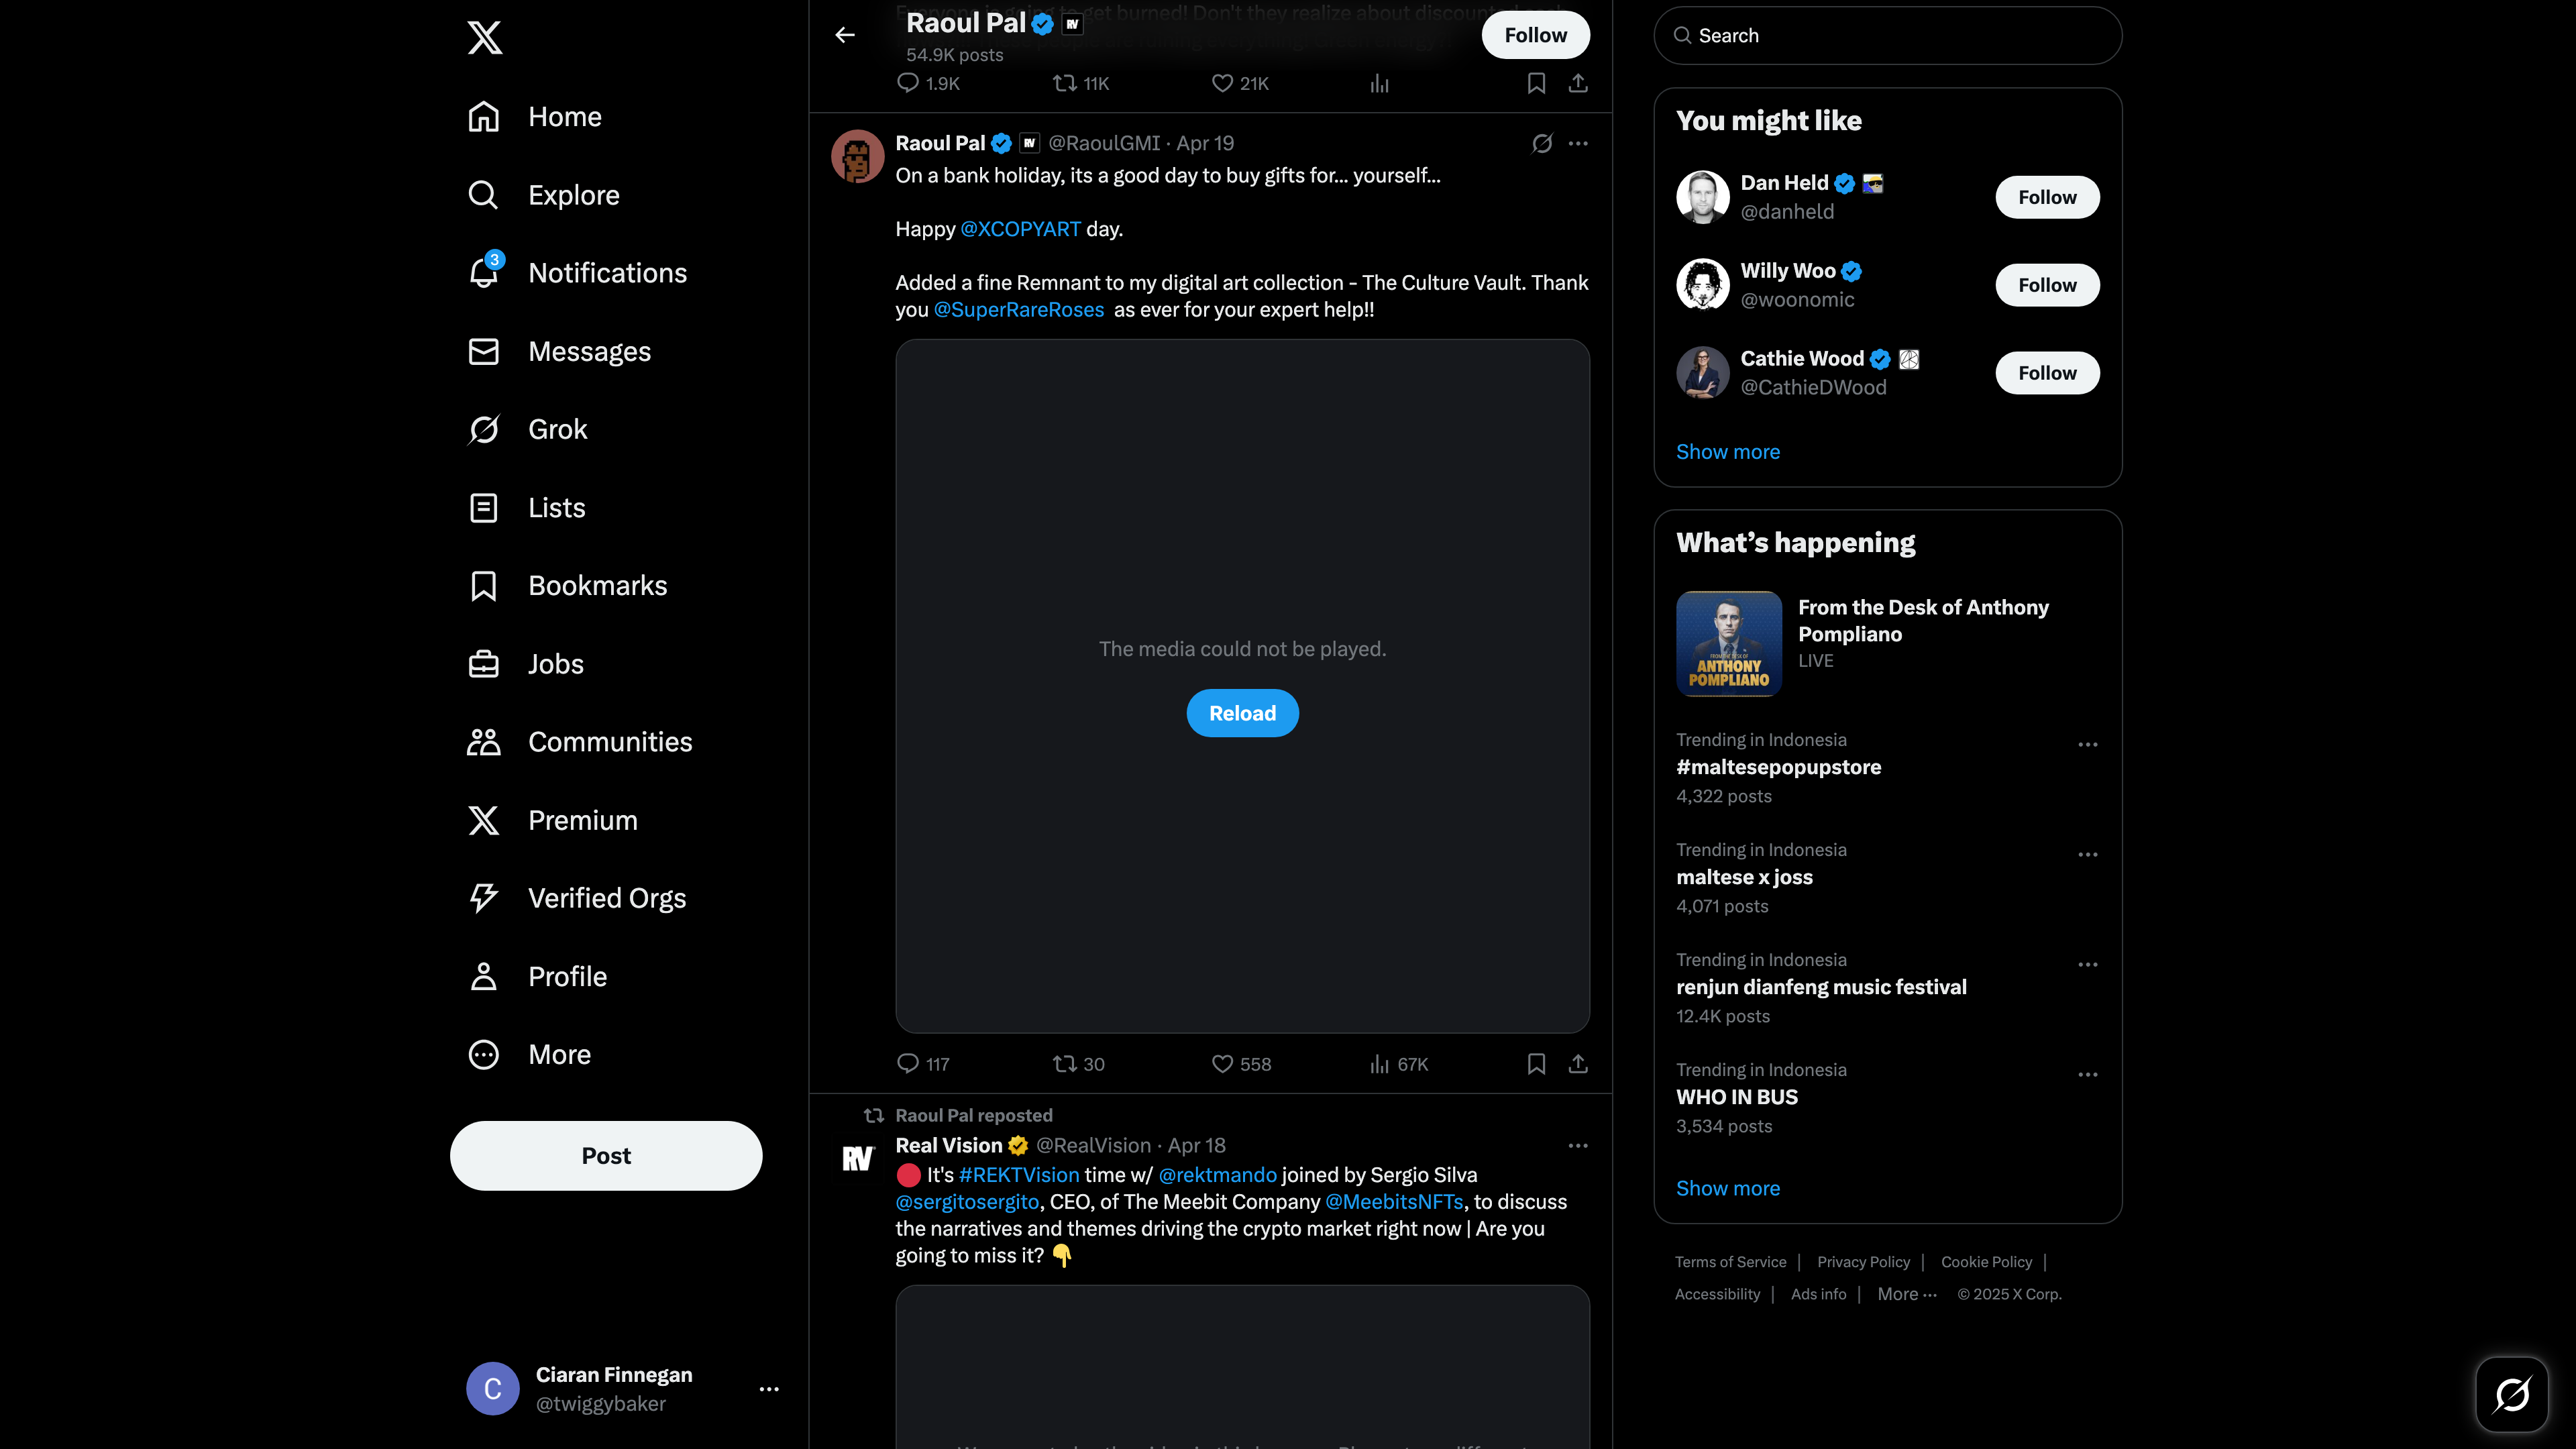 Home
Explore
3
Notifications
Messages
Grok
Lists
Bookmarks
Jobs
Communities
Premium
Verified Orgs
Profile
More
Post
C
Ciaran Finnegan
@twiggybaker
Raoul Pal RV
54.9K posts
Follow
1.9K 11K 21K
Raoul Pal RV @RaoulGMI · Apr 19
On a bank holiday, its a good day to buy gifts for... yourself...
Happy @XCOPYART day.
Added a fine Remnant to my digital art collection - The Culture Vault. Thank
you @SuperRareRoses as ever for your expert help!!
The media could not be played.
Reload
117 30 558 67K
Raoul Pal reposted
RV
Real Vision @RealVision · Apr 18
🔴 It's #REKTVision time w/ @rektmando joined by Sergio Silva
@sergitosergito, CEO, of The Meebit Company @MeebitsNFTs, to discuss
the narratives and themes driving the crypto market right now | Are you
going to miss it? 👇
Search
You might like
Dan Held
@danheld
Follow
Willy Woo
@woonomic
Follow
Cathie Wood
@CathieDWood
Follow
Show more
What's happening
FROM THE DESK OF
ANTHONY
POMPLIANO
From the Desk of Anthony
Pompliano
LIVE
Trending in Indonesia
#maltesepopupstore
4,322 posts
Trending in Indonesia
maltese x joss
4,071 posts
Trending in Indonesia
renjun dianfeng music festival
12.4K posts
Trending in Indonesia
WHO IN BUS
3,534 posts
Show more
Terms of Service | Privacy Policy | Cookie Policy |
Accessibility | Ads info | More ··· © 2025 X Corp.